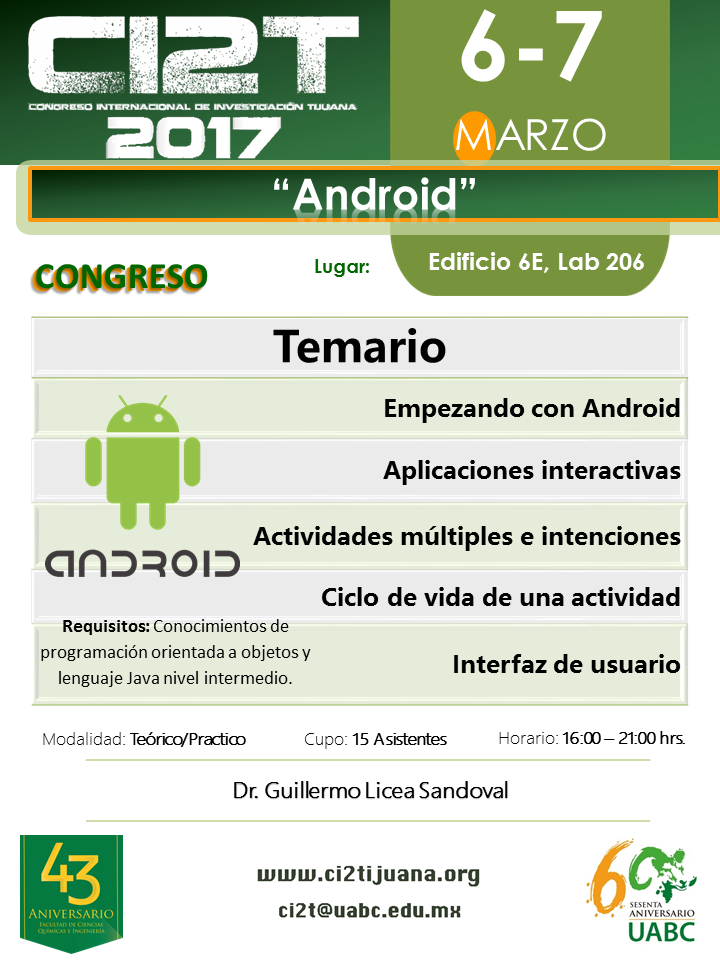 CI2T
CONGRESO INTERNACIONAL DE INVESTIGACIÓN TIJUANA
2017
6-7
MARZO
“Android”
CONGRESO
Lugar:
Edificio 6E, Lab 206
Temario
Empezando con Android
Aplicaciones interactivas
Actividades múltiples e intenciones
ANDROID
Ciclo de vida de una actividad
Requisitos: Conocimientos de
programación orientada a objetos y
lenguaje Java nivel intermedio.
Interfaz de usuario
Modalidad: Teórico/Practico
Cupo: 15 Asistentes
Horario: 16:00 – 21:00 hrs.
Dr. Guillermo Licea Sandoval
43
ANIVERSARIO
FACULTAD DE CIENCIAS
QUÍMICAS E INGENIERÍA
www.ci2tijuana.org
ci2t@uabc.edu.mx
60
SESENTA
ANIVERSARIO
UABC